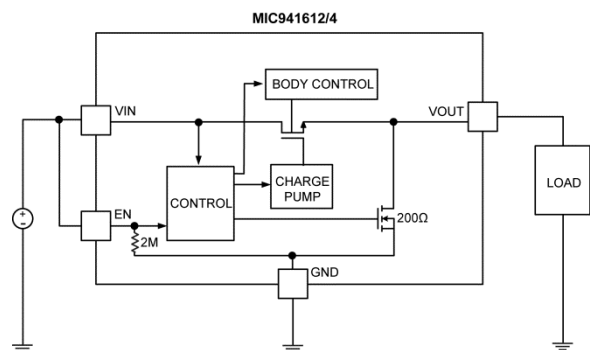 MIC941612/4
BODY CONTROL
VIN
VOUT
CONTROL
CHARGE
PUMP
LOAD
EN
200Ω
2M
GND